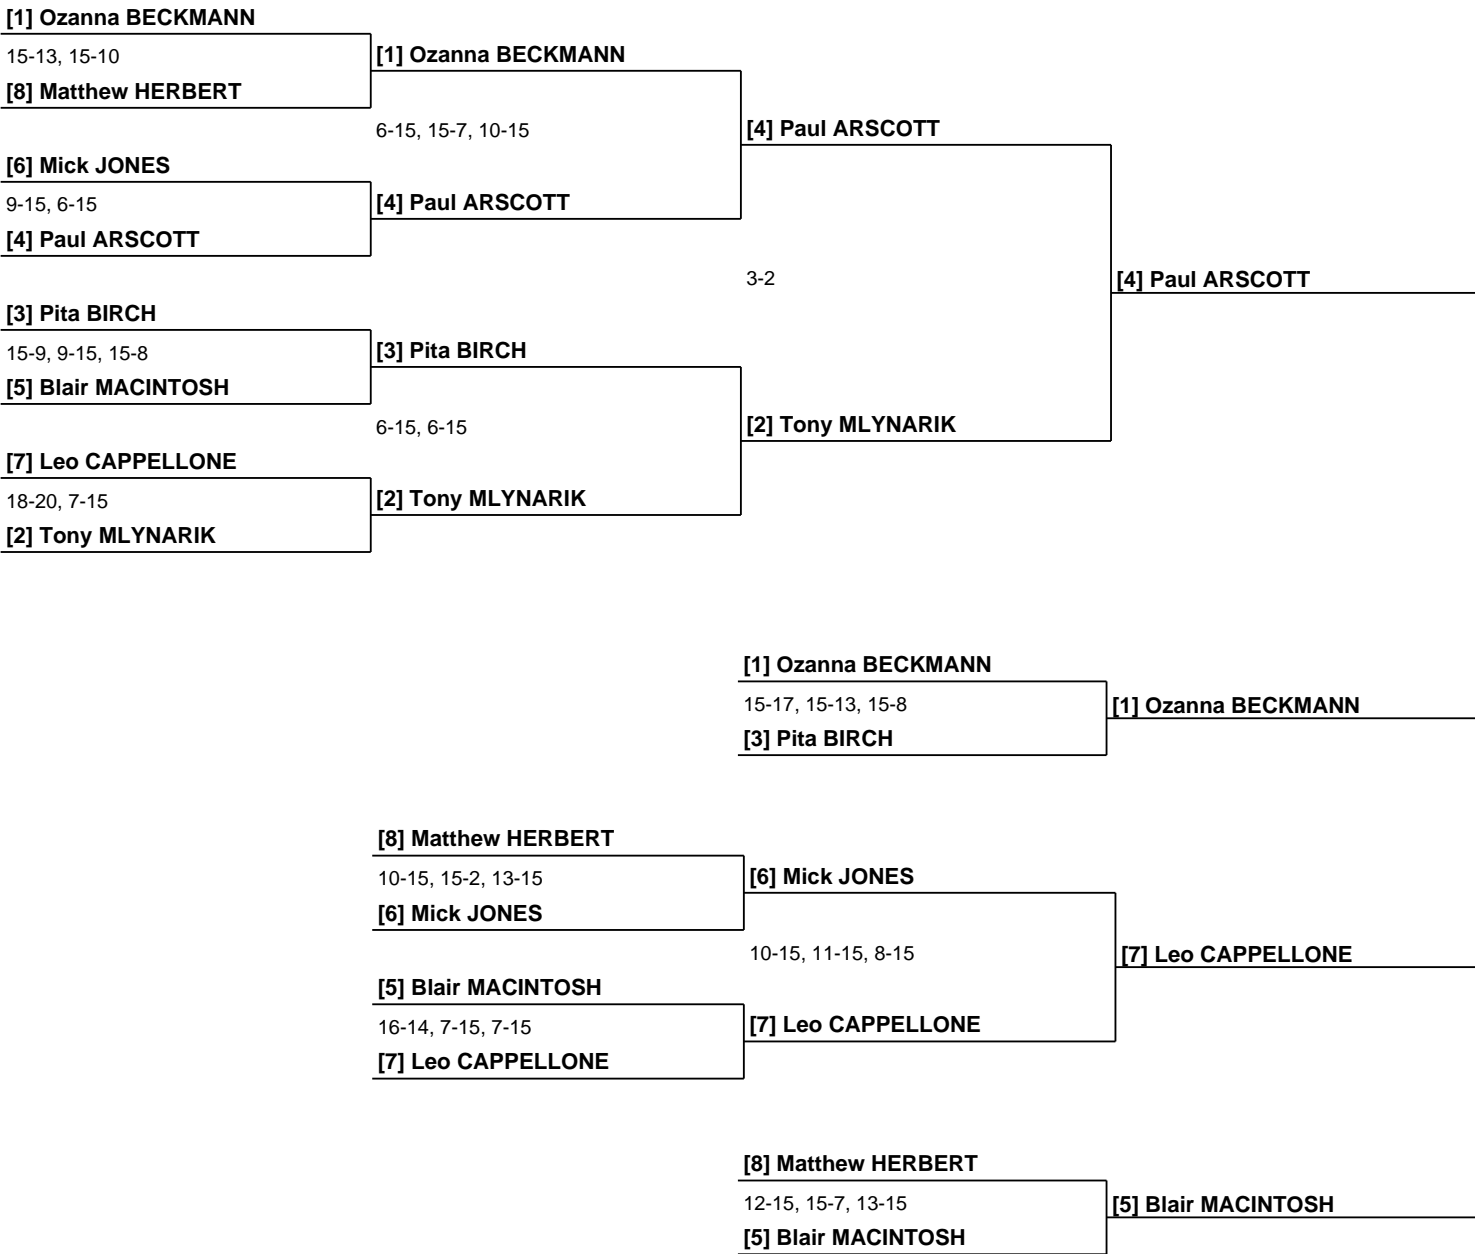 [1] Ozanna BECKMANN
15-13, 15-10
[1] Ozanna BECKMANN
[8] Matthew HERBERT
6-15, 15-7, 10-15
[4] Paul ARSCOTT
[6] Mick JONES
9-15, 6-15
[4] Paul ARSCOTT
[4] Paul ARSCOTT
3-2
[4] Paul ARSCOTT
[3] Pita BIRCH
15-9, 9-15, 15-8
[3] Pita BIRCH
[5] Blair MACINTOSH
6-15, 6-15
[2] Tony MLYNARIK
[7] Leo CAPPELLONE
18-20, 7-15
[2] Tony MLYNARIK
[2] Tony MLYNARIK
[1] Ozanna BECKMANN
15-17, 15-13, 15-8
[1] Ozanna BECKMANN
[3] Pita BIRCH
[8] Matthew HERBERT
10-15, 15-2, 13-15
[6] Mick JONES
[6] Mick JONES
10-15, 11-15, 8-15
[7] Leo CAPPELLONE
[5] Blair MACINTOSH
16-14, 7-15, 7-15
[7] Leo CAPPELLONE
[7] Leo CAPPELLONE
[8] Matthew HERBERT
12-15, 15-7, 13-15
[5] Blair MACINTOSH
[5] Blair MACINTOSH